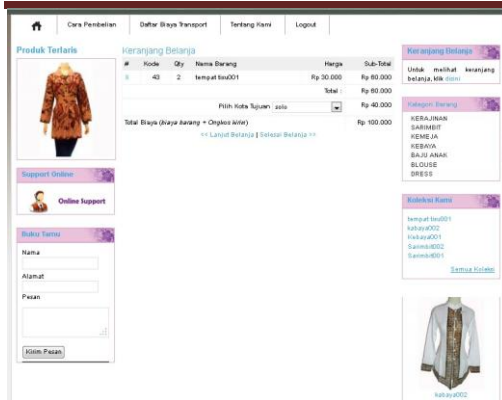 Cara Pembelian Daftar Biaya Transport Tentang Kami Logout
Produk Terlaris
Support Online
Online Support
Buku Tamu
Nama
Alamat
Pesan
Kirim Pesan
Keranjang Belanja
# Kode Qty Nama Barang Harga Sub-Total
43 2 tempat tisu001 Rp 30.000 Rp 60.000
Total : Rp 60.000
Pilih Kota Tujuan solo Rp 40.000
Total Biaya (biaya barang + Ongkos kirim) Rp 100.000
<< Lanjut Belanja | Selesai Belanja >>
Keranjang Belanja
Untuk melihat keranjang
belanja, klik disini
Kategori Barang
KERAJINAN
SARIMBIT
KEMEJA
KEBAYA
BAJU ANAK
BLOUSE
DRESS
Koleksi Kami
tempat tisu001
kebaya002
Kebaya001
Sarimbit002
Sarimbit001
Semua Koleksi
kebaya002